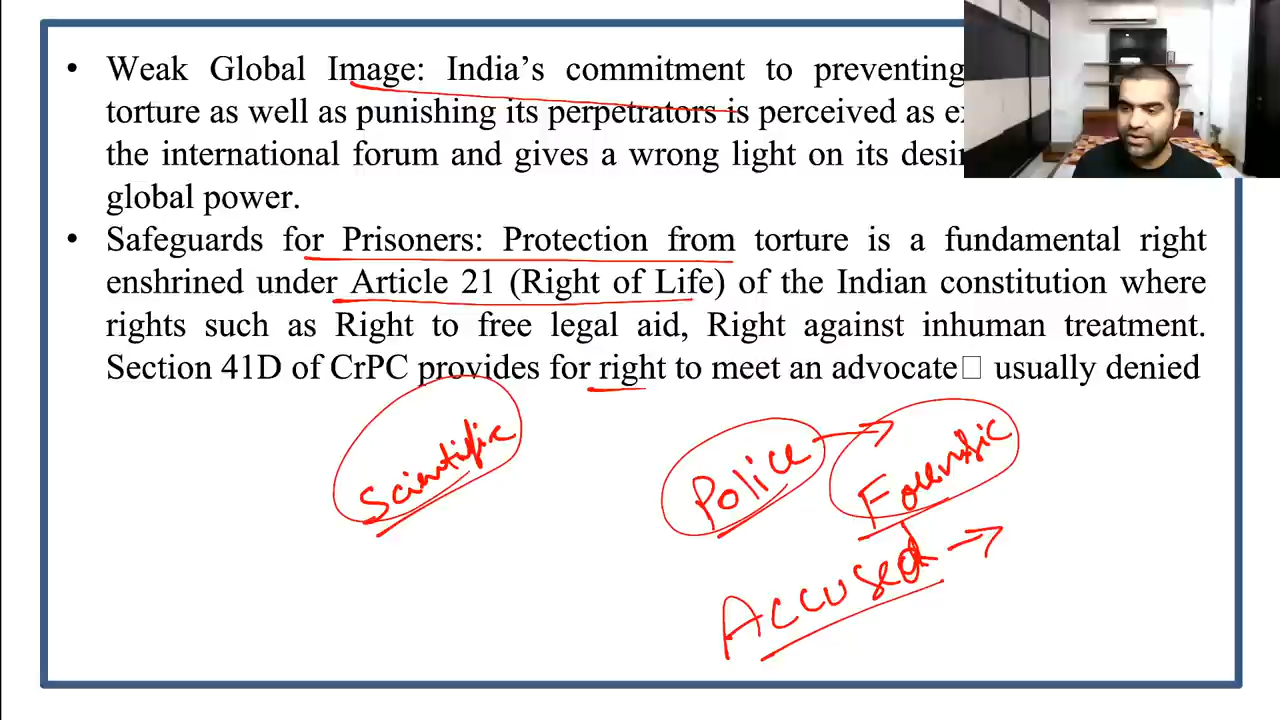 • Weak Global Image: India's commitment to preventing
torture as well as punishing its perpetrators is perceived as
the international forum and gives a wrong light on its
global power.
• Safeguards for Prisoners: Protection from torture is a fundamental right
enshrined under Article 21 (Right of Life) of the Indian constitution where
rights such as Right to free legal aid, Right against inhuman treatment.
Section 41D of CrPC provides for right to meet an advocate□ usually denied
Scientific
Police → Forensic
Accused →